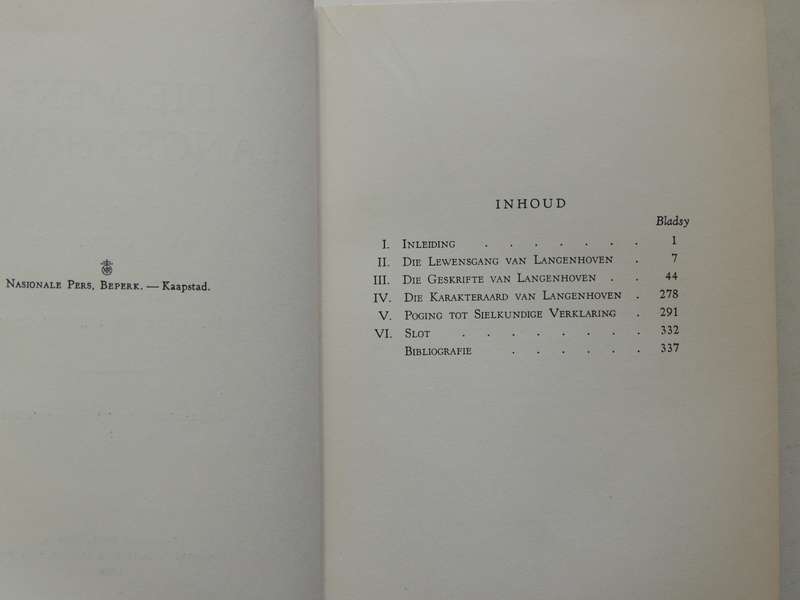 Nasionale Pers, Beperk. — Kaapstad.
INHOUD
Bladsy
I. Inleiding . . . . . . . 1
II. Die Lewensgang van Langenhoven . 7
III. Die Geskrifte van Langenhoven . . 44
IV. Die Karakteraard van Langenhoven . 278
V. Poging tot Sielkundige Verklaring . 291
VI. Slot . . . . . . . . 332
Bibliografie . . . . . . 337